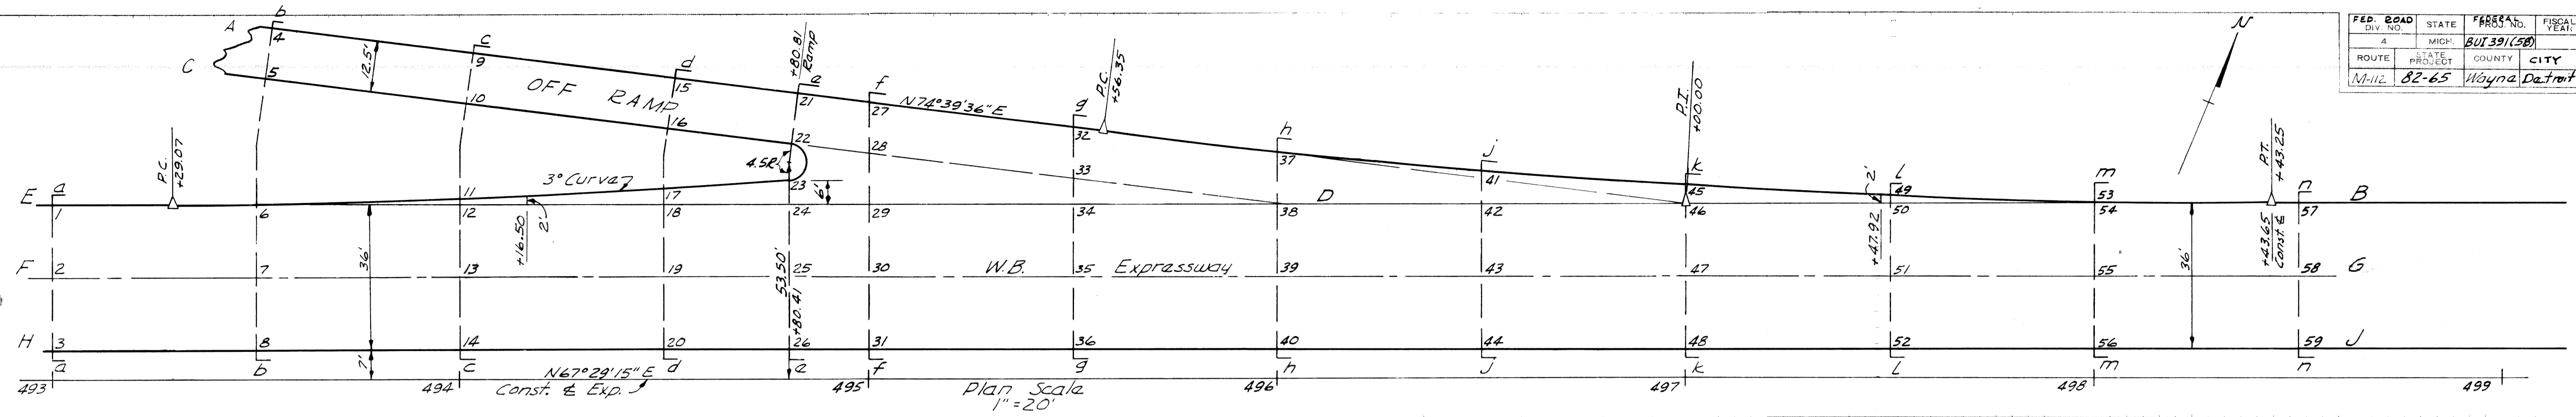 FED. ROAD DIV. NO. STATE FEDERAL PROJ. NO. FISCAL YEAR
4 MICH. BUI 391(58)
ROUTE STATE PROJECT COUNTY CITY
M-112 82-65 Wayne Detroit
N
A b c d +80.81 Ramp e f g P.C. +56.35 h j P.I. +00.00 k l m P.T. +43.25 n
4 9 15 21 27 N74°39'36"E 32 37 41 45 49 53
C 5 12.5' 10 OFF RAMP 16 22 28 33
4.5R 23 6' 2'
E a P.C. +29.07 3° Curve 11 17 D B
1 6 12 18 24 29 34 38 42 46 50 54 57
+16.50 2' +47.92 +43.65 Const. ℄
36' 53.50' 36'
F 2 7 13 19 25 30 W.B. 35 Expressway 39 43 47 51 55 58 G
+80.41
H 3 8 14 20 26 31 36 40 44 48 52 56 59 J
a b c d e f g h j k l m n
7' N67°29'15"E
493 494 Const. ℄ Exp. 495 Plan Scale 496 497 498 499
1"=20'